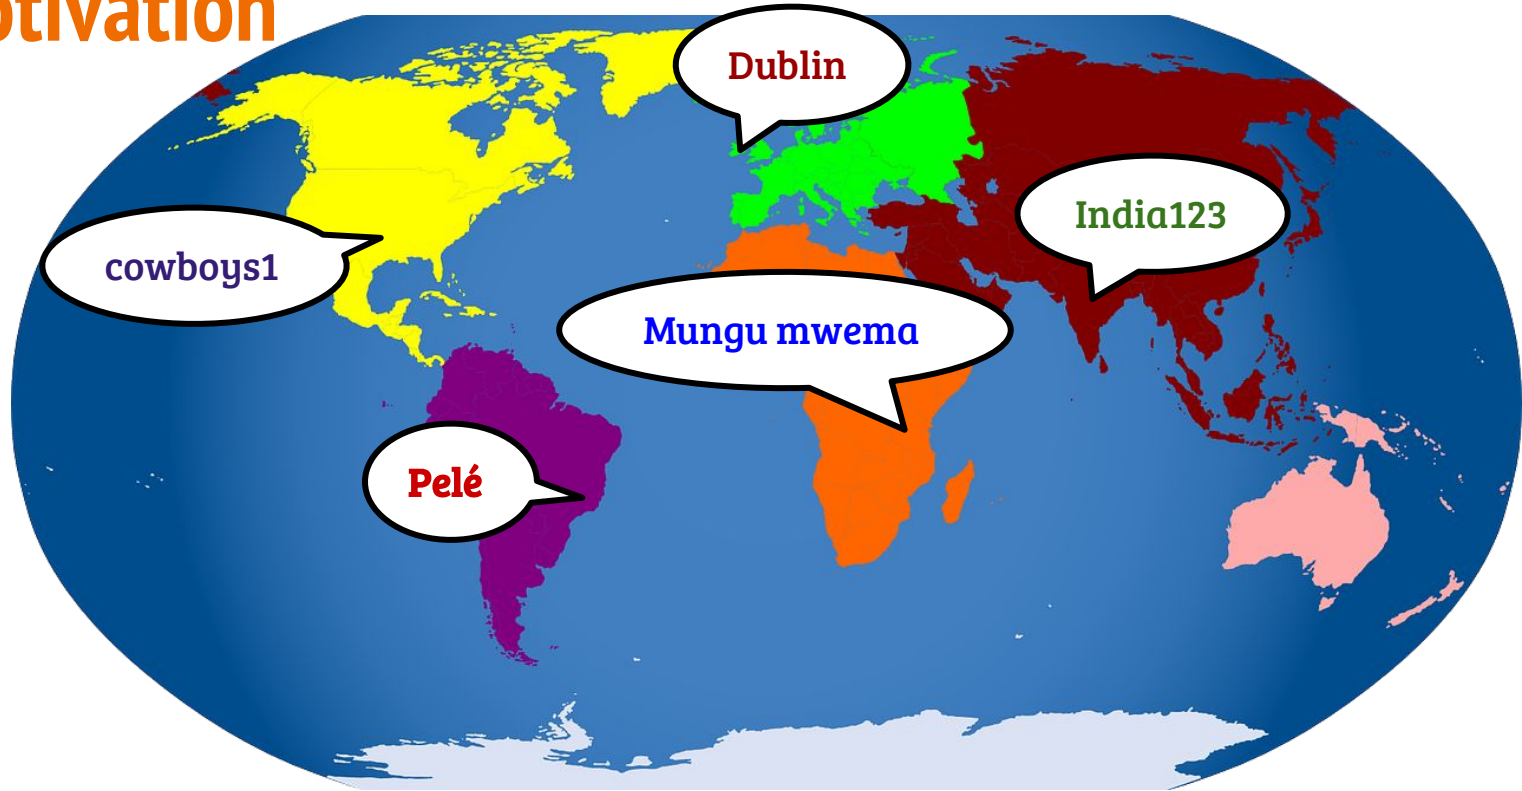 otivation
Dublin
India123
cowboys1
Mungu mwema
Pelé